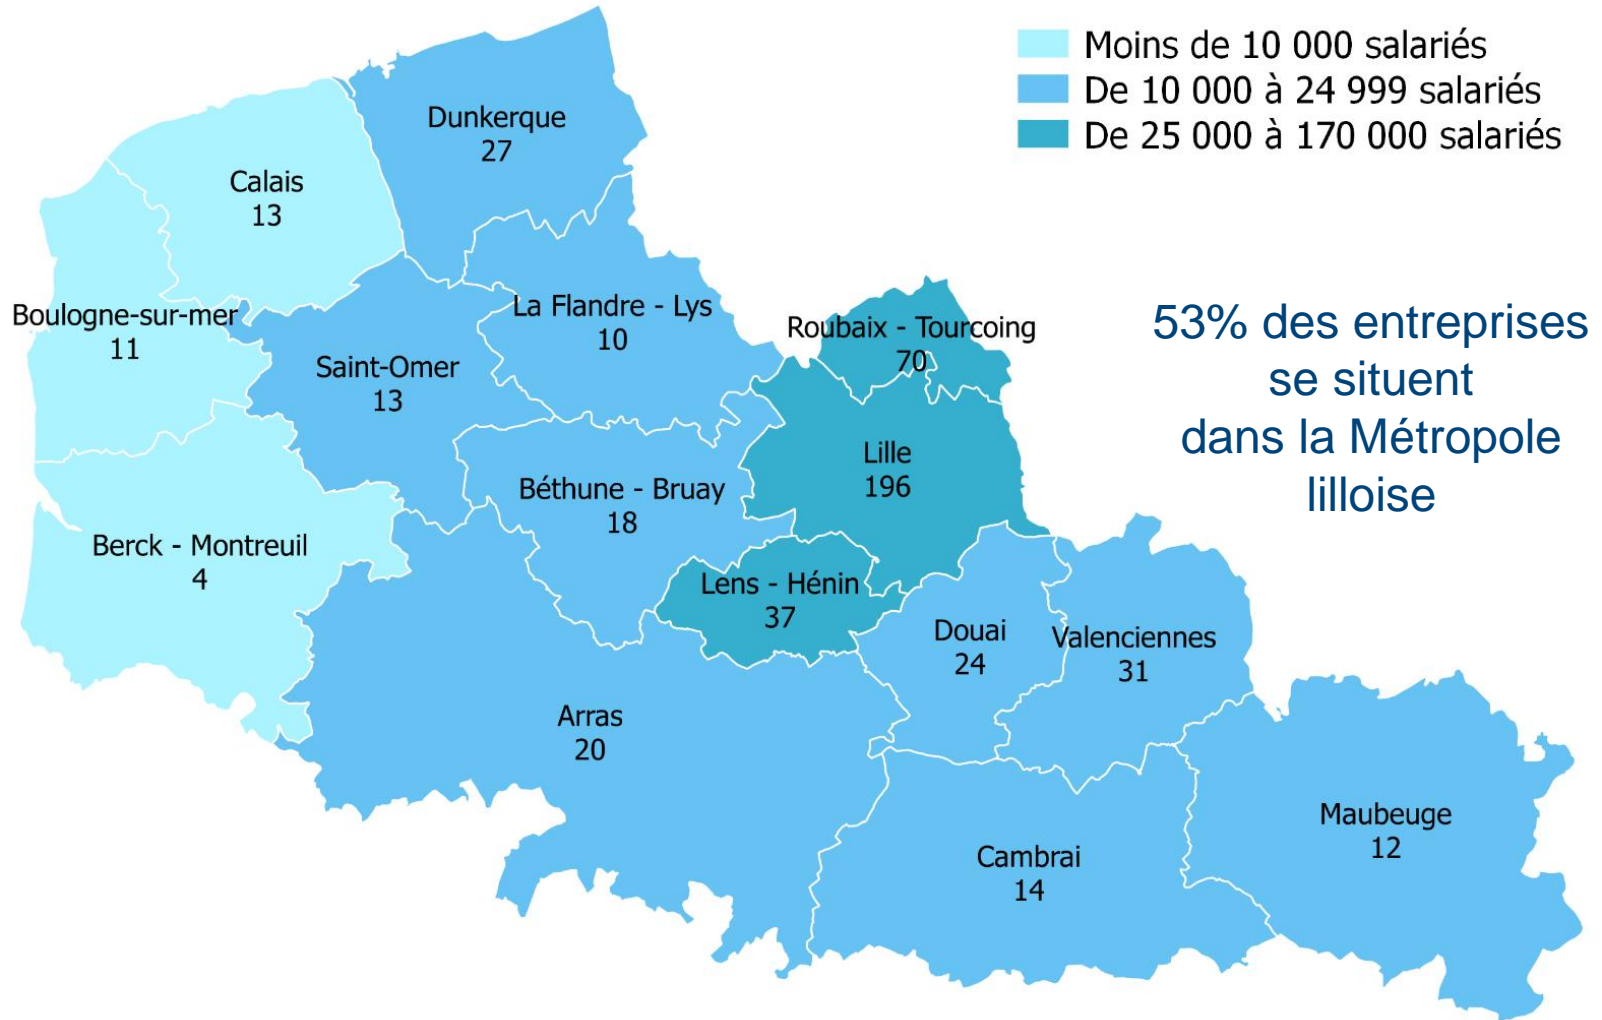 Moins de 10 000 salariés
De 10 000 à 24 999 salariés
De 25 000 à 170 000 salariés
Dunkerque
27
Calais
13
Boulogne-sur-mer
11
La Flandre - Lys
10
Saint-Omer
13
Roubaix - Tourcoing
70
53% des entreprises
se situent
dans la Métropole
lilloise
Lille
196
Béthune - Bruay
18
Berck - Montreuil
4
Lens - Hénin
37
Douai
24
Valenciennes
31
Arras
20
Maubeuge
12
Cambrai
14